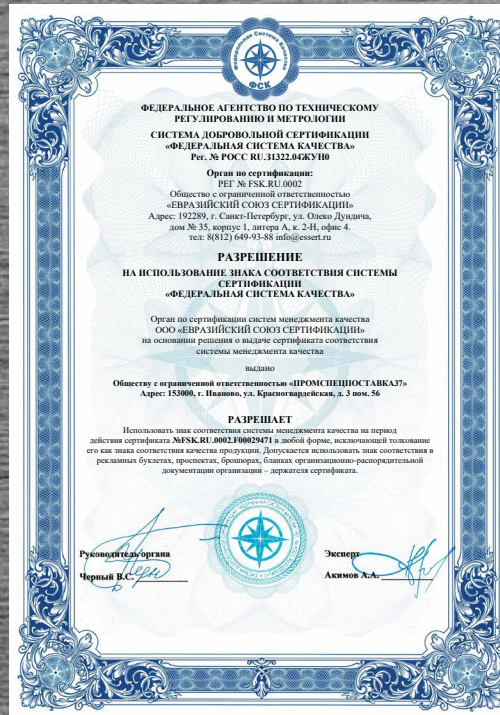 Федеральная Система Качества
ФСК
ФЕДЕРАЛЬНОЕ АГЕНТСТВО ПО ТЕХНИЧЕСКОМУ
РЕГУЛИРОВАНИЮ И МЕТРОЛОГИИ
СИСТЕМА ДОБРОВОЛЬНОЙ СЕРТИФИКАЦИИ
«ФЕДЕРАЛЬНАЯ СИСТЕМА КАЧЕСТВА»
Рег. № РОСС RU.31322.04ЖУН0
Орган по сертификации:
РЕГ № FSK.RU.0002
Общество с ограниченной ответственностью
«ЕВРАЗИЙСКИЙ СОЮЗ СЕРТИФИКАЦИИ»
Адрес: 192289, г. Санкт-Петербург, ул. Олеко Дундича,
дом № 35, корпус 1, литера А, к. 2-Н, офис 4.
тел: 8(812) 649-93-88 info@essert.ru
РАЗРЕШЕНИЕ
НА ИСПОЛЬЗОВАНИЕ ЗНАКА СООТВЕТСТВИЯ СИСТЕМЫ
СЕРТИФИКАЦИИ
«ФЕДЕРАЛЬНАЯ СИСТЕМА КАЧЕСТВА»
Орган по сертификации систем менеджмента качества
ООО «ЕВРАЗИЙСКИЙ СОЮЗ СЕРТИФИКАЦИИ»
на основании решения о выдаче сертификата соответствия
системы менеджмента качества
выдано
Обществу с ограниченной ответственностью «ПРОМСПЕЦПОСТАВКА37»
Адрес: 153000, г. Иваново, ул. Красногвардейская, д. 3 пом. 56
РАЗРЕШАЕТ
Использовать знак соответствия системы менеджмента качества на период
действия сертификата №FSK.RU.0002.F00029471 в любой форме, исключающей толкование
его как знака соответствия качества продукции. Допускается использовать знак соответствия в
рекламных буклетах, проспектах, брошюрах, бланках организационно-распорядительной
документации организации – держателя сертификата.
Руководитель органа
Черный В.С.
Эксперт
Акимов А.А.